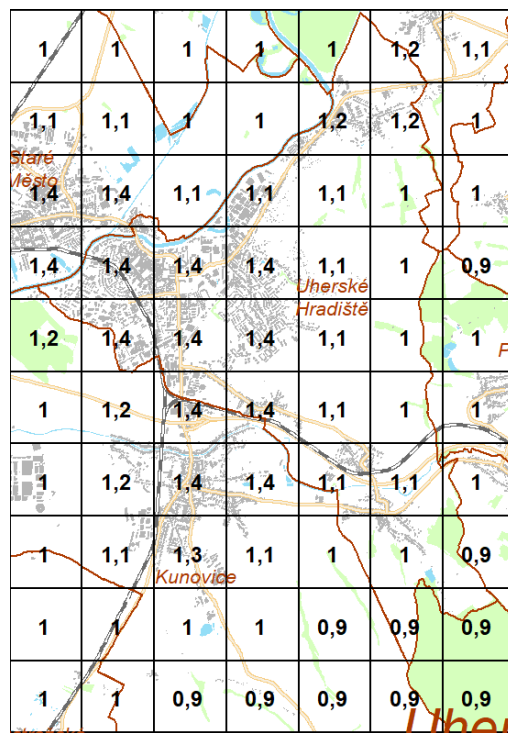 1 1 1 1 1 1,2 1,1
1,1 1,1 1 1 1,2 1,2 1
Staré
Město
1,4 1,4 1,1 1,1 1,1 1 1
1,4 1,4 1,4 1,4 1,1 1 0,9
Uherské
Hradiště
1,2 1,4 1,4 1,4 1,1 1 1
1 1,2 1,4 1,4 1,1 1 1
1 1,2 1,4 1,4 1,1 1,1 1
1 1,1 1,3 1,1 1 1 0,9
Kunovice
1 1 1 1 0,9 0,9 0,9
1 1 0,9 0,9 0,9 0,9 0,9